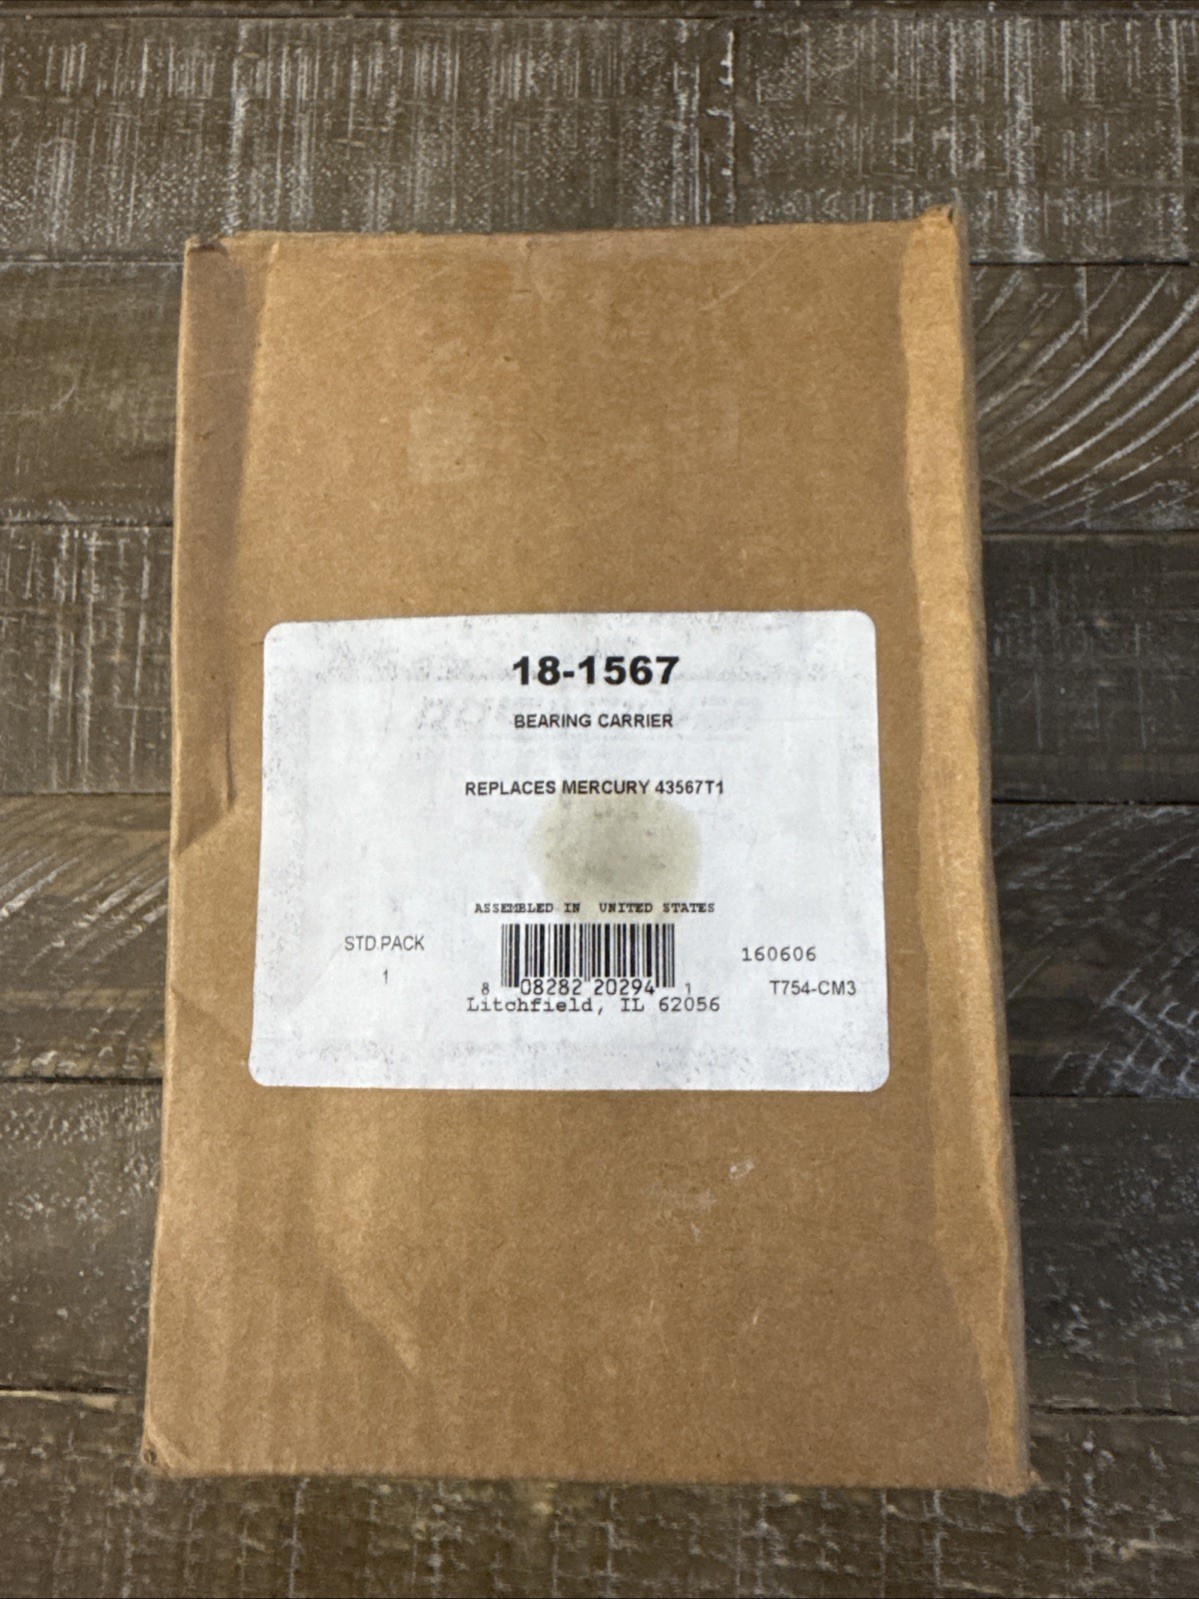 18-1567
BEARING CARRIER
REPLACES MERCURY 43567T1
ASSEMBLED IN UNITED STATES
STD.PACK
1
160606
T754-CM3
8 08282 20294 1
Litchfield, IL 62056